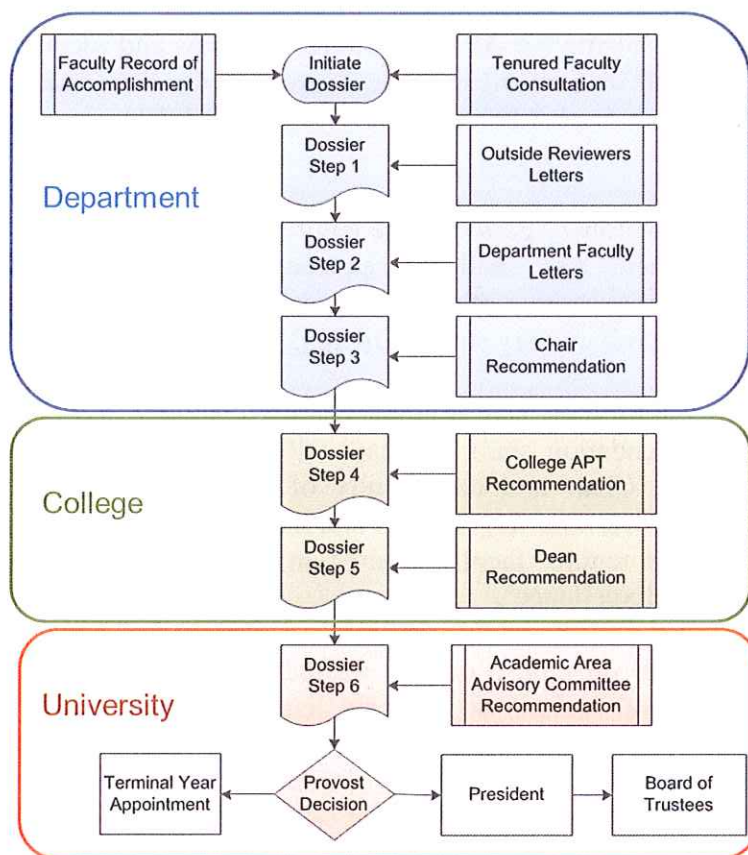 Faculty Record of
Accomplishment
Initiate
Dossier
Tenured Faculty
Consultation
Dossier
Step 1
Outside Reviewers
Letters
Department
Dossier
Step 2
Department Faculty
Letters
Dossier
Step 3
Chair
Recommendation
Dossier
Step 4
College APT
Recommendation
College
Dossier
Step 5
Dean
Recommendation
Dossier
Step 6
Academic Area
Advisory Committee
Recommendation
University
Terminal Year
Appointment
Provost
Decision
President
Board of
Trustees